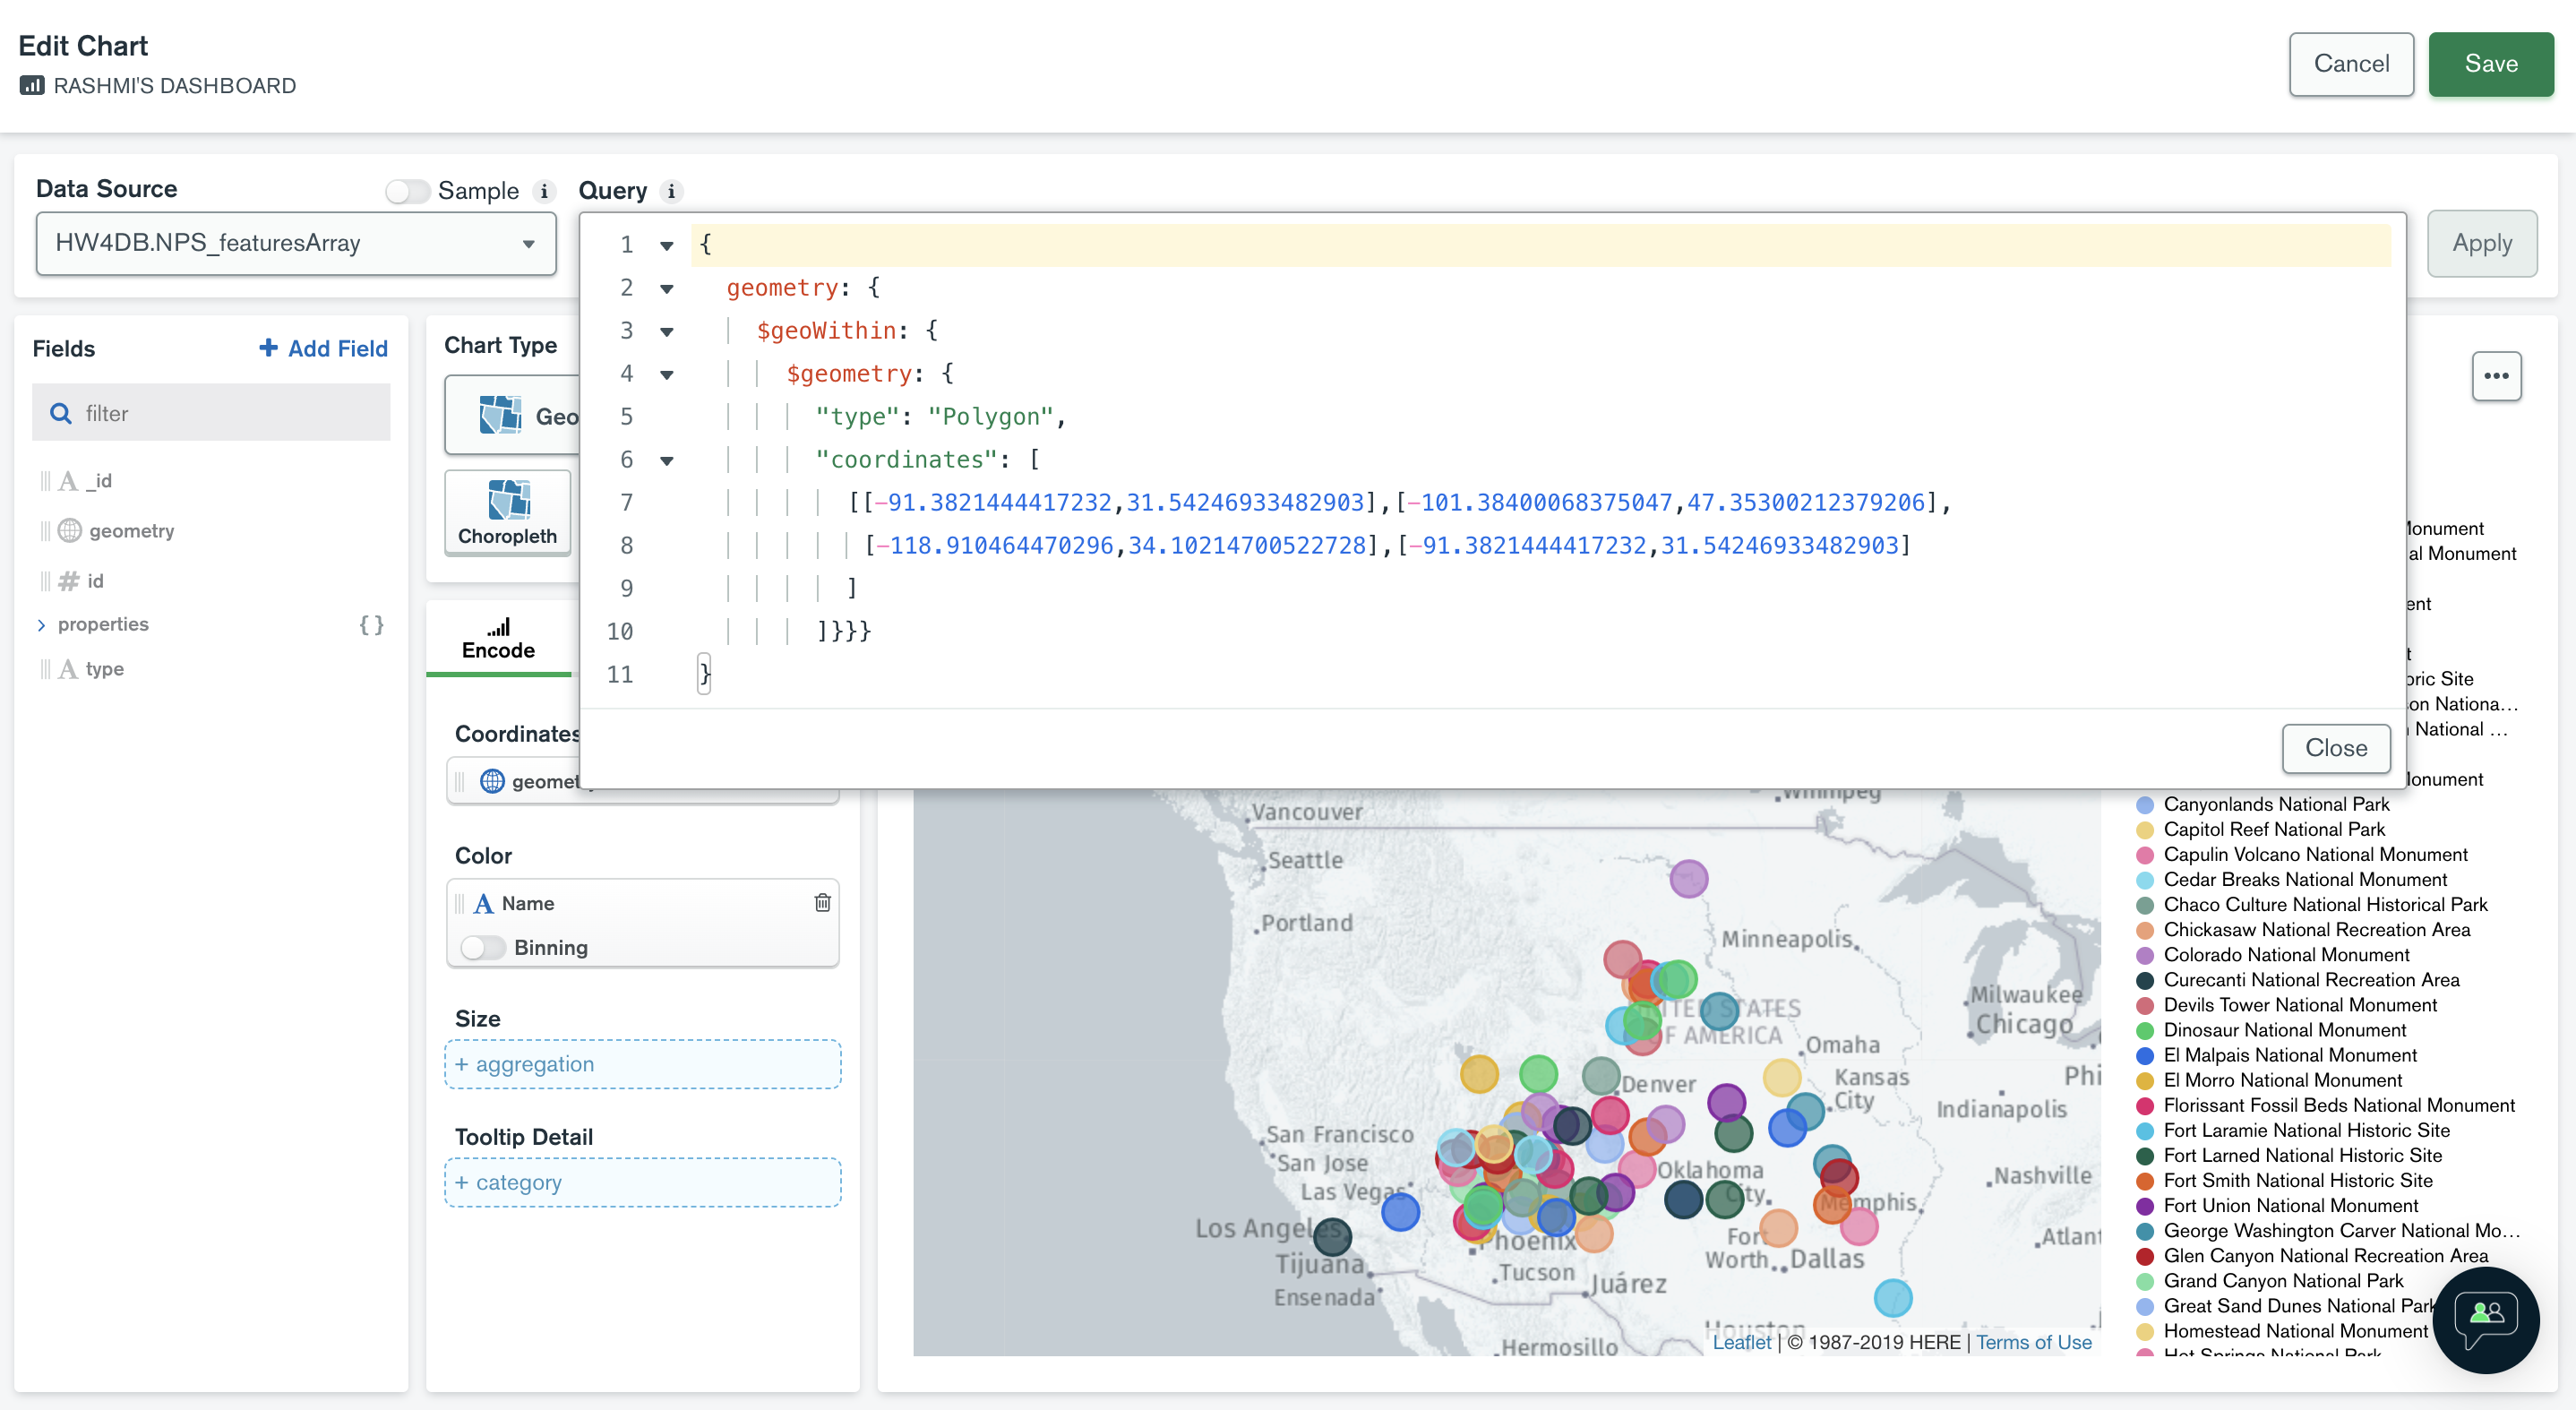 Edit Chart
RASHMI'S DASHBOARD
Cancel
Save
Data Source
Sample
Query
HW4DB.NPS_featuresArray
Apply
1 {
2 geometry: {
3 $geoWithin: {
4 $geometry: {
5 "type": "Polygon",
6 "coordinates": [
7 [[-91.3821444417232,31.54246933482903],[-101.38400068375047,47.35300212379206],
8 [-118.910464470296,34.10214700522728],[-91.3821444417232,31.54246933482903]
9 ]
10 ]}}}
11 }
Close
Fields
+ Add Field
filter
_id
geometry
# id
properties { }
type
Chart Type
Geo
Choropleth
Encode
Coordinates
geomet
Color
Name
Binning
Size
+ aggregation
Tooltip Detail
+ category
Monument
al Monument
ent
t
oric Site
on Nationa...
National ...
Monument
Canyonlands National Park
Capitol Reef National Park
Capulin Volcano National Monument
Cedar Breaks National Monument
Chaco Culture National Historical Park
Chickasaw National Recreation Area
Colorado National Monument
Curecanti National Recreation Area
Devils Tower National Monument
Dinosaur National Monument
El Malpais National Monument
El Morro National Monument
Florissant Fossil Beds National Monument
Fort Laramie National Historic Site
Fort Larned National Historic Site
Fort Smith National Historic Site
Fort Union National Monument
George Washington Carver National Mo...
Glen Canyon National Recreation Area
Grand Canyon National Park
Great Sand Dunes National Park
Homestead National Monument
Hot Springs National Park
Vancouver
Winnipeg
Seattle
Portland
Minneapolis
Milwaukee
Chicago
UNITED STATES
OF AMERICA
Omaha
Denver
Kansas
City
Phi
Indianapolis
San Francisco
San Jose
Las Vegas
Oklahoma
City
Nashville
Memphis
Los Angeles
Phoenix
Fort
Worth
Dallas
Atlant
Tijuana
Tucson
Juárez
Ensenada
Houston
Hermosillo
Leaflet | © 1987-2019 HERE | Terms of Use